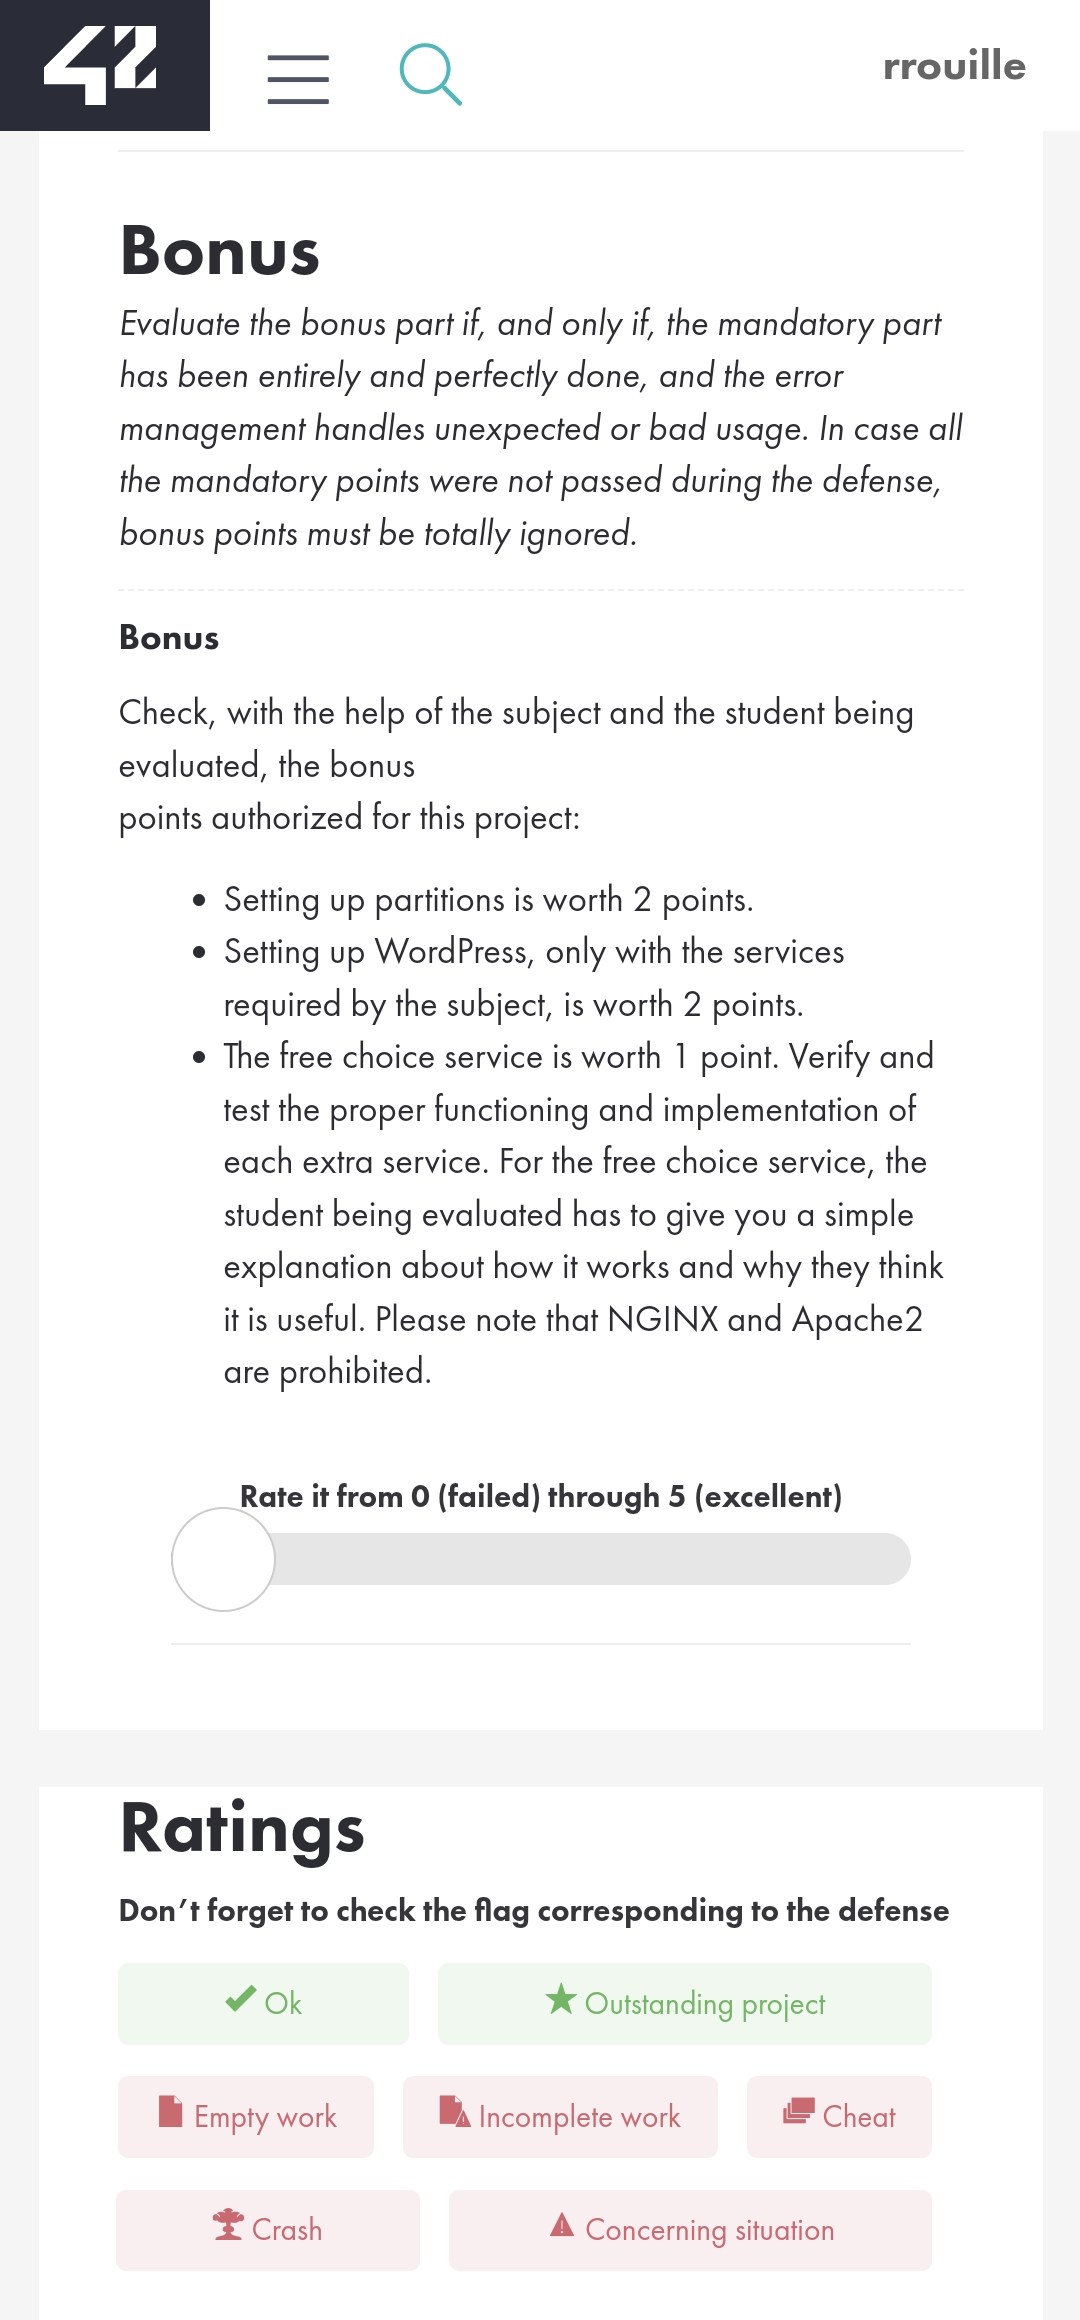 42
rrouille
Bonus
Evaluate the bonus part if, and only if, the mandatory part
has been entirely and perfectly done, and the error
management handles unexpected or bad usage. In case all
the mandatory points were not passed during the defense,
bonus points must be totally ignored.
Bonus
Check, with the help of the subject and the student being
evaluated, the bonus
points authorized for this project:
• Setting up partitions is worth 2 points.
• Setting up WordPress, only with the services
required by the subject, is worth 2 points.
• The free choice service is worth 1 point. Verify and
test the proper functioning and implementation of
each extra service. For the free choice service, the
student being evaluated has to give you a simple
explanation about how it works and why they think
it is useful. Please note that NGINX and Apache2
are prohibited.
Rate it from 0 (failed) through 5 (excellent)
Ratings
Don’t forget to check the flag corresponding to the defense
Ok
Outstanding project
Empty work
Incomplete work
Cheat
Crash
Concerning situation